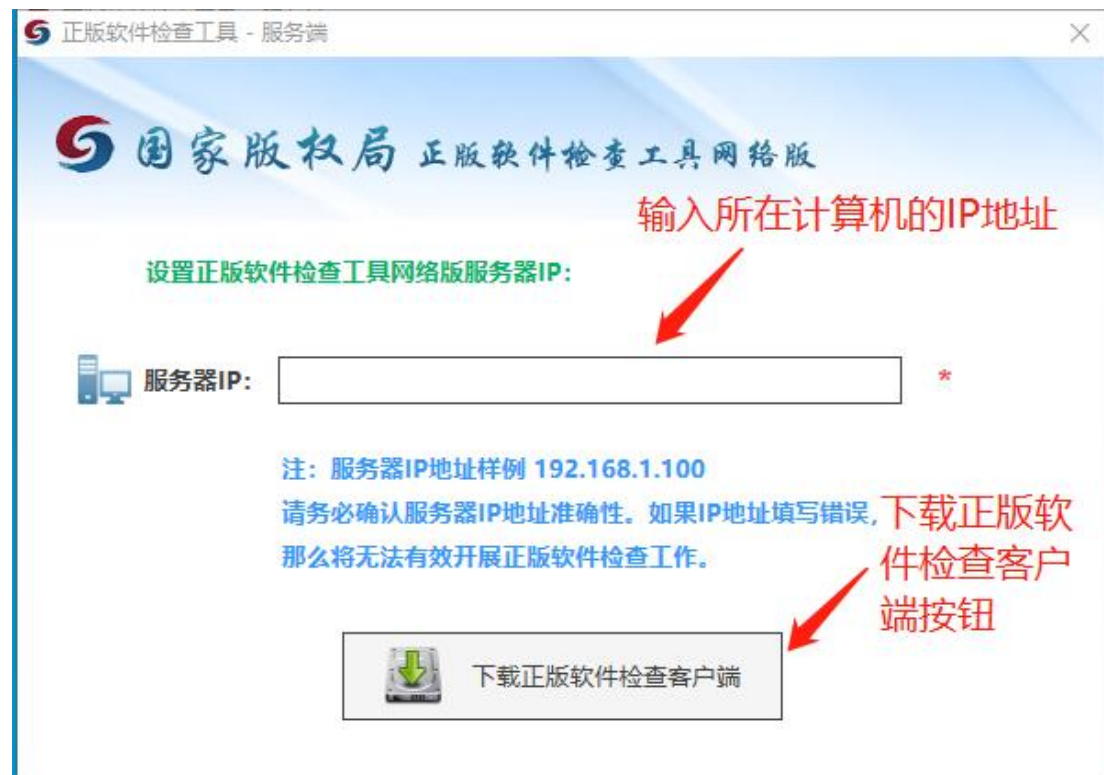 正版软件检查工具 - 服务端
国家版权局 正版软件检查工具网络版
输入所在计算机的IP地址
设置正版软件检查工具网络版服务器IP:
服务器IP:
*
注：服务器IP地址样例 192.168.1.100
请务必确认服务器IP地址准确性。如果IP地址填写错误,
那么将无法有效开展正版软件检查工作。
下载正版软
件检查客户
端按钮
下载正版软件检查客户端